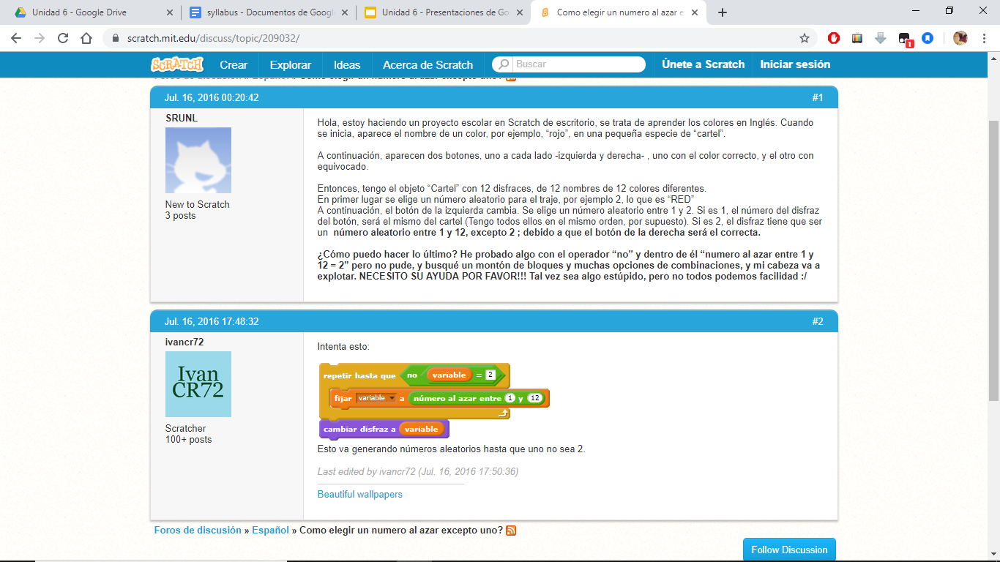 Unidad 6 - Google Drive
syllabus - Documentos de Googl
Unidad 6 - Presentaciones de Go
Como elegir un numero al azar e
scratch.mit.edu/discuss/topic/209032/
1
SCRATCH
Crear
Explorar
Ideas
Acerca de Scratch
Buscar
Únete a Scratch
Iniciar sesión
Foros de discusión » Español » Como elegir un numero al azar excepto uno?
Jul. 16, 2016 00:20:42
#1
SRUNL
New to Scratch
3 posts
Hola, estoy haciendo un proyecto escolar en Scratch de escritorio, se trata de aprender los colores en Inglés. Cuando
se inicia, aparece el nombre de un color, por ejemplo, “rojo”, en una pequeña especie de “cartel”.
A continuación, aparecen dos botones, uno a cada lado -izquierda y derecha- , uno con el color correcto, y el otro con
equivocado.
Entonces, tengo el objeto “Cartel” con 12 disfraces, de 12 nombres de 12 colores diferentes.
En primer lugar se elige un número aleatorio para el traje, por ejemplo 2, lo que es “RED”
A continuación, el botón de la izquierda cambia. Se elige un número aleatorio entre 1 y 2. Si es 1, el número del disfraz
del botón, será el mismo del cartel (Tengo todos ellos en el mismo orden, por supuesto). Si es 2, el disfraz tiene que ser
un número aleatorio entre 1 y 12, excepto 2 ; debido a que el botón de la derecha será el correcta.
¿Cómo puedo hacer lo último? He probado algo con el operador “no” y dentro de él “numero al azar entre 1 y
12 = 2” pero no pude, y busqué un montón de bloques y muchas opciones de combinaciones, y mi cabeza va a
explotar. NECESITO SU AYUDA POR FAVOR!!! Tal vez sea algo estúpido, pero no todos podemos facilidad :/
Jul. 16, 2016 17:48:32
#2
ivancr72
Ivan
CR72
Scratcher
100+ posts
Intenta esto:
repetir hasta que no variable = 2
fijar variable a número al azar entre 1 y 12
cambiar disfraz a variable
Esto va generando números aleatorios hasta que uno no sea 2.
Last edited by ivancr72 (Jul. 16, 2016 17:50:36)
Beautiful wallpapers
Foros de discusión » Español » Como elegir un numero al azar excepto uno?
Follow Discussion